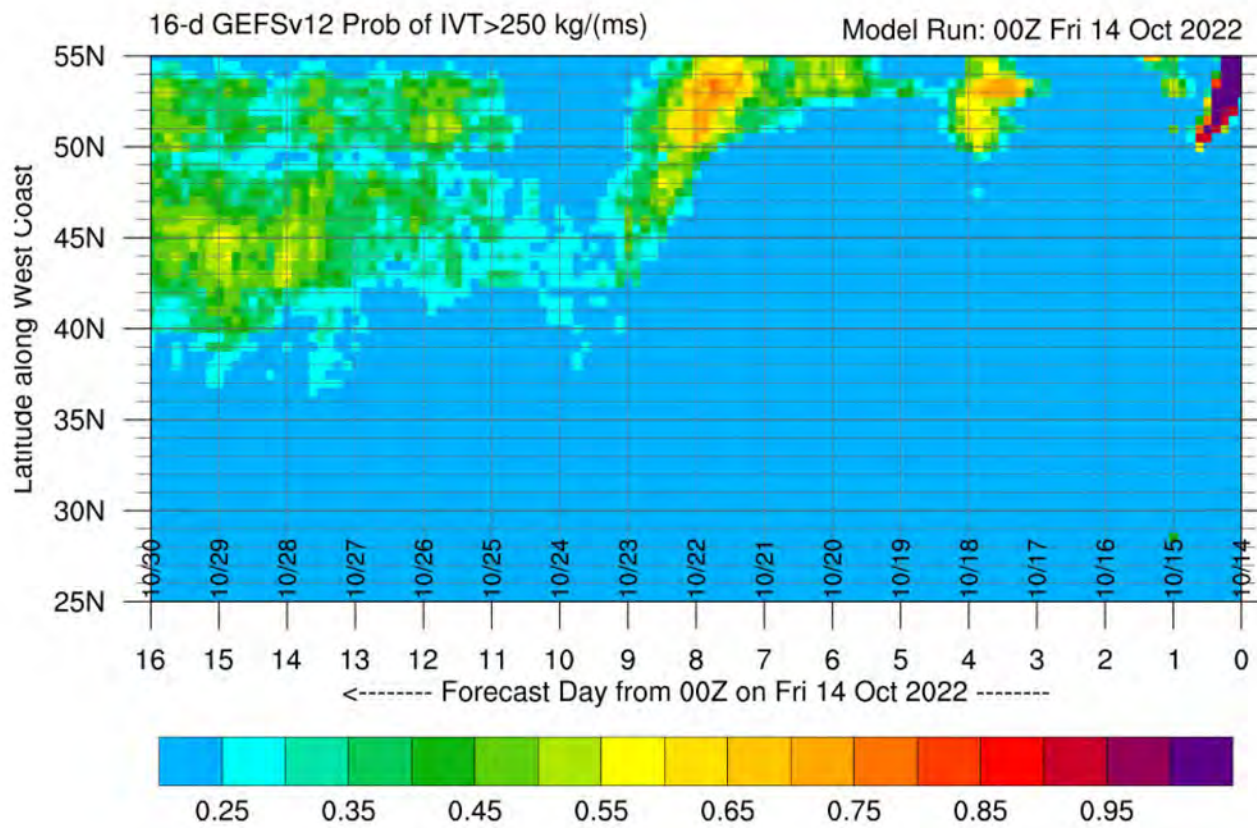 16-d GEFSv12 Prob of IVT>250 kg/(ms)
Model Run: 00Z Fri 14 Oct 2022
Latitude along West Coast
55N
50N
45N
40N
35N
30N
25N
10/30 10/29 10/28 10/27 10/26 10/25 10/24 10/23 10/22 10/21 10/20 10/19 10/18 10/17 10/16 10/15 10/14
16 15 14 13 12 11 10 9 8 7 6 5 4 3 2 1 0
<-------- Forecast Day from 00Z on Fri 14 Oct 2022 --------
0.25 0.35 0.45 0.55 0.65 0.75 0.85 0.95